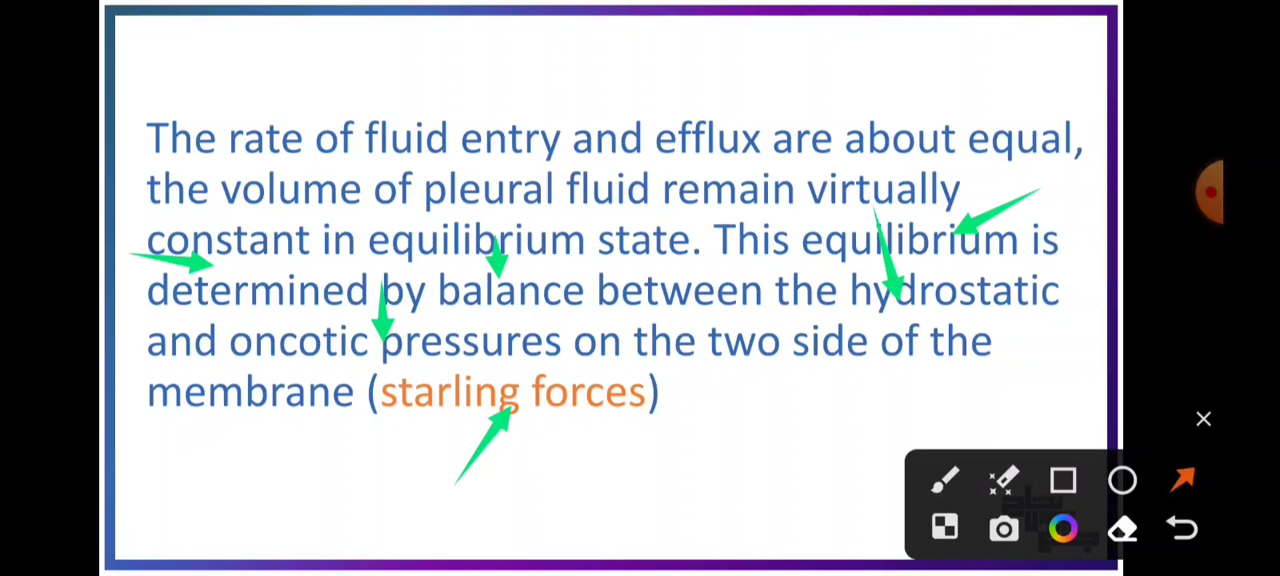 The rate of fluid entry and efflux are about equal,
the volume of pleural fluid remain virtually
constant in equilibrium state. This equilibrium is
determined by balance between the hydrostatic
and oncotic pressures on the two side of the
membrane (starling forces)